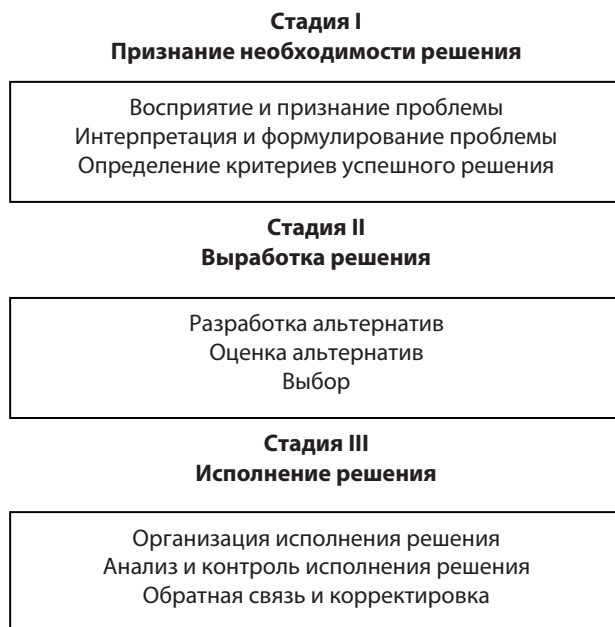 Стадия I
Признание необходимости решения
Восприятие и признание проблемы
Интерпретация и формулирование проблемы
Определение критериев успешного решения
Стадия II
Выработка решения
Разработка альтернатив
Оценка альтернатив
Выбор
Стадия III
Исполнение решения
Организация исполнения решения
Анализ и контроль исполнения решения
Обратная связь и корректировка